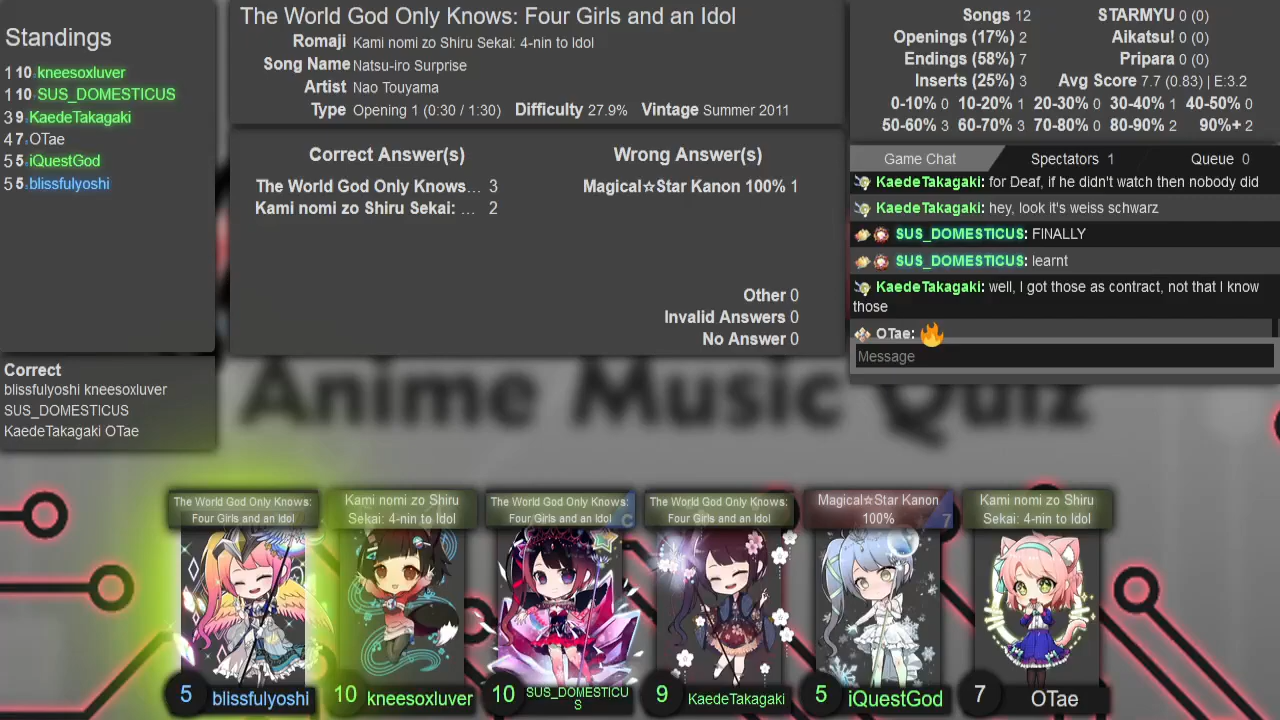 Standings
1 10 kneesoxluver
1 10 SUS_DOMESTICUS
3 9 KaedeTakagaki
4 7 OTae
5 5 iQuestGod
5 5 blissfulyoshi
Correct
blissfulyoshi kneesoxluver
SUS_DOMESTICUS
KaedeTakagaki OTae
The World God Only Knows: Four Girls and an Idol
Romaji Kami nomi zo Shiru Sekai: 4-nin to Idol
Song Name Natsu-iro Surprise
Artist Nao Touyama
Type Opening 1 (0:30 / 1:30) Difficulty 27.9% Vintage Summer 2011
Correct Answer(s)
The World God Only Knows... 3
Kami nomi zo Shiru Sekai: ... 2
Wrong Answer(s)
Magical☆Star Kanon 100% 1
Other 0
Invalid Answers 0
No Answer 0
Songs 12 STARMYU 0 (0)
Openings (17%) 2 Aikatsu! 0 (0)
Endings (58%) 7 Pripara 0 (0)
Inserts (25%) 3 Avg Score 7.7 (0.83) | E:3.2
0-10% 0 10-20% 1 20-30% 0 30-40% 1 40-50% 0
50-60% 3 60-70% 3 70-80% 0 80-90% 2 90%+ 2
Game Chat Spectators 1 Queue 0
KaedeTakagaki: for Deaf, if he didn't watch then nobody did
KaedeTakagaki: hey, look it's weiss schwarz
SUS_DOMESTICUS: FINALLY
SUS_DOMESTICUS: learnt
KaedeTakagaki: well, I got those as contract, not that I know
those
OTae: 🔥
Message
Anime Music Quiz
The World God Only Knows:
Four Girls and an Idol
5 blissfulyoshi
Kami nomi zo Shiru
Sekai: 4-nin to Idol
10 kneesoxluver
The World God Only Knows:
Four Girls and an Idol
C
10 SUS_DOMESTICU
S
The World God Only Knows:
Four Girls and an Idol
9 KaedeTakagaki
Magical☆Star Kanon
100%
7
5 iQuestGod
Kami nomi zo Shiru
Sekai: 4-nin to Idol
7 OTae